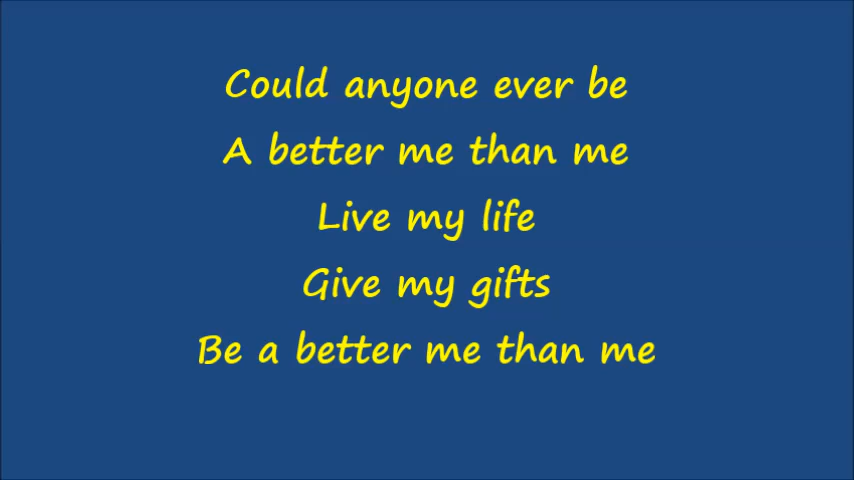 Could anyone ever be
A better me than me
Live my life
Give my gifts
Be a better me than me